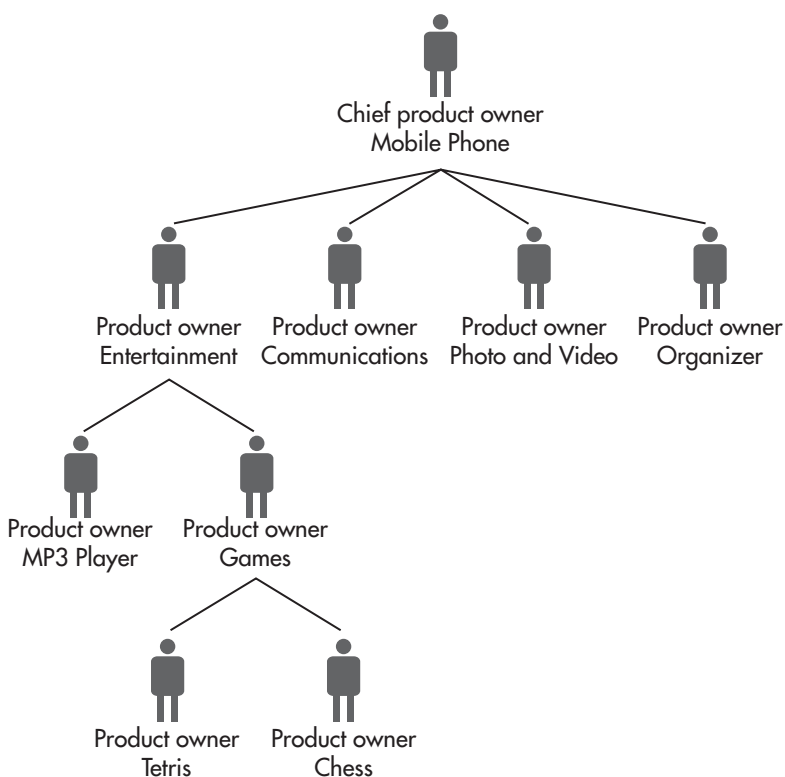 Chief product owner
Mobile Phone
Product owner
Entertainment
Product owner
Communications
Product owner
Photo and Video
Product owner
Organizer
Product owner
MP3 Player
Product owner
Games
Product owner
Tetris
Product owner
Chess